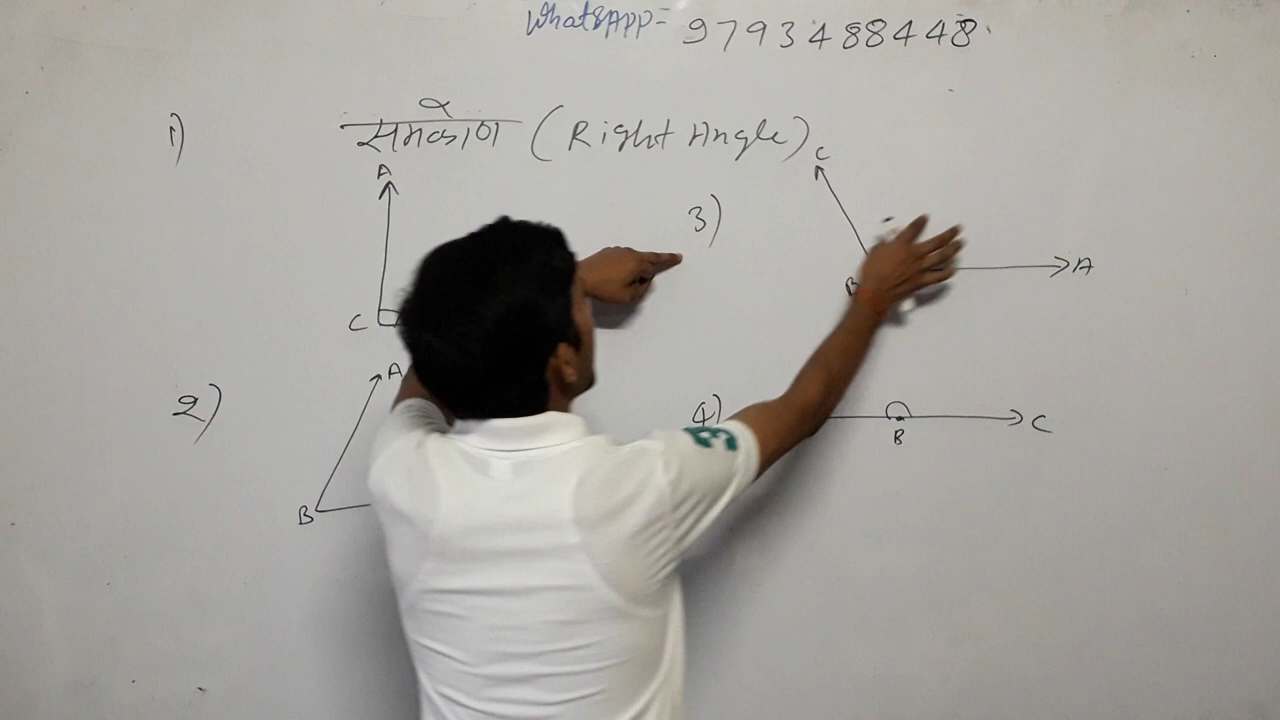 WhatsApp = 9793488448
1) समकोण (Right Angle)
A
C
2)
A
B
3)
C
B
A
4)
B
C